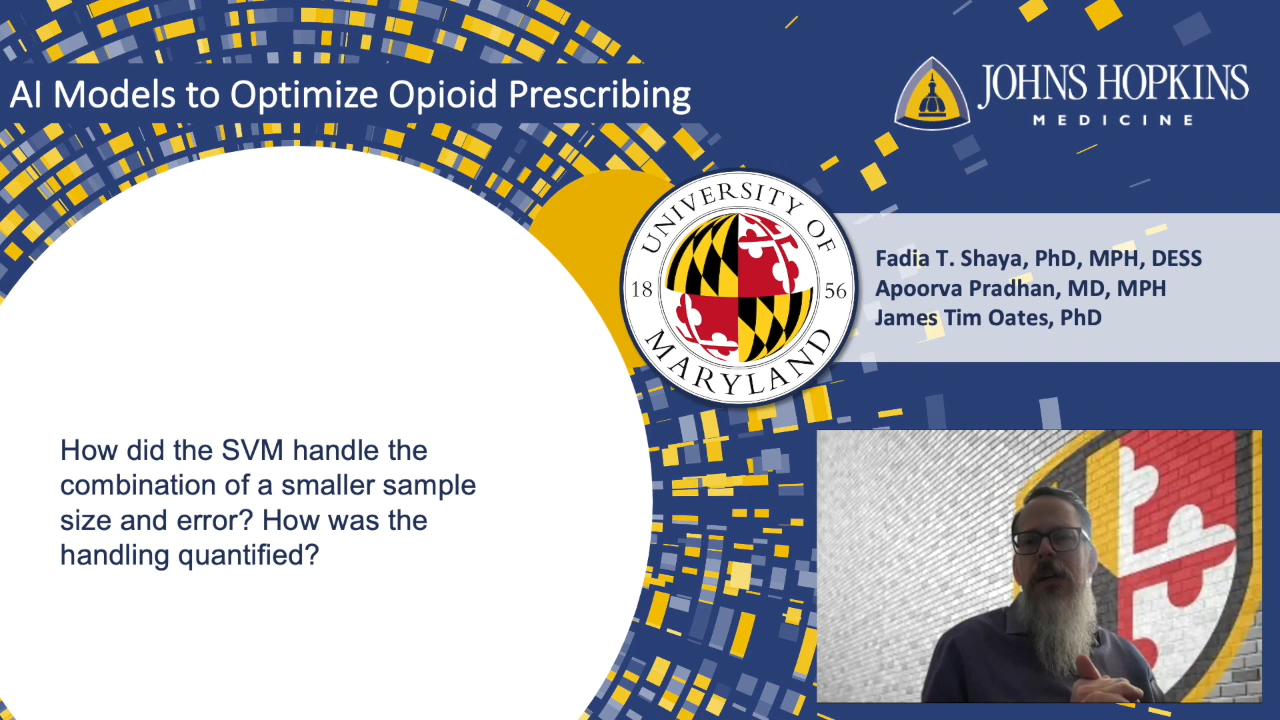 AI Models to Optimize Opioid Prescribing
JOHNS HOPKINS
MEDICINE
UNIVERSITY OF
18 56
MARYLAND
Fadia T. Shaya, PhD, MPH, DESS
Apoorva Pradhan, MD, MPH
James Tim Oates, PhD
How did the SVM handle the
combination of a smaller sample
size and error? How was the
handling quantified?